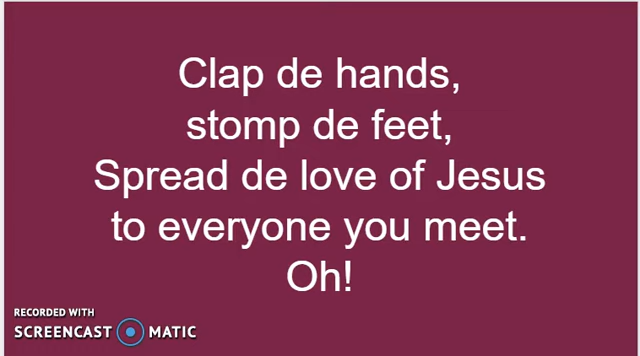 Clap de hands,
stomp de feet,
Spread de love of Jesus
to everyone you meet.
Oh!
RECORDED WITH
SCREENCAST MATIC